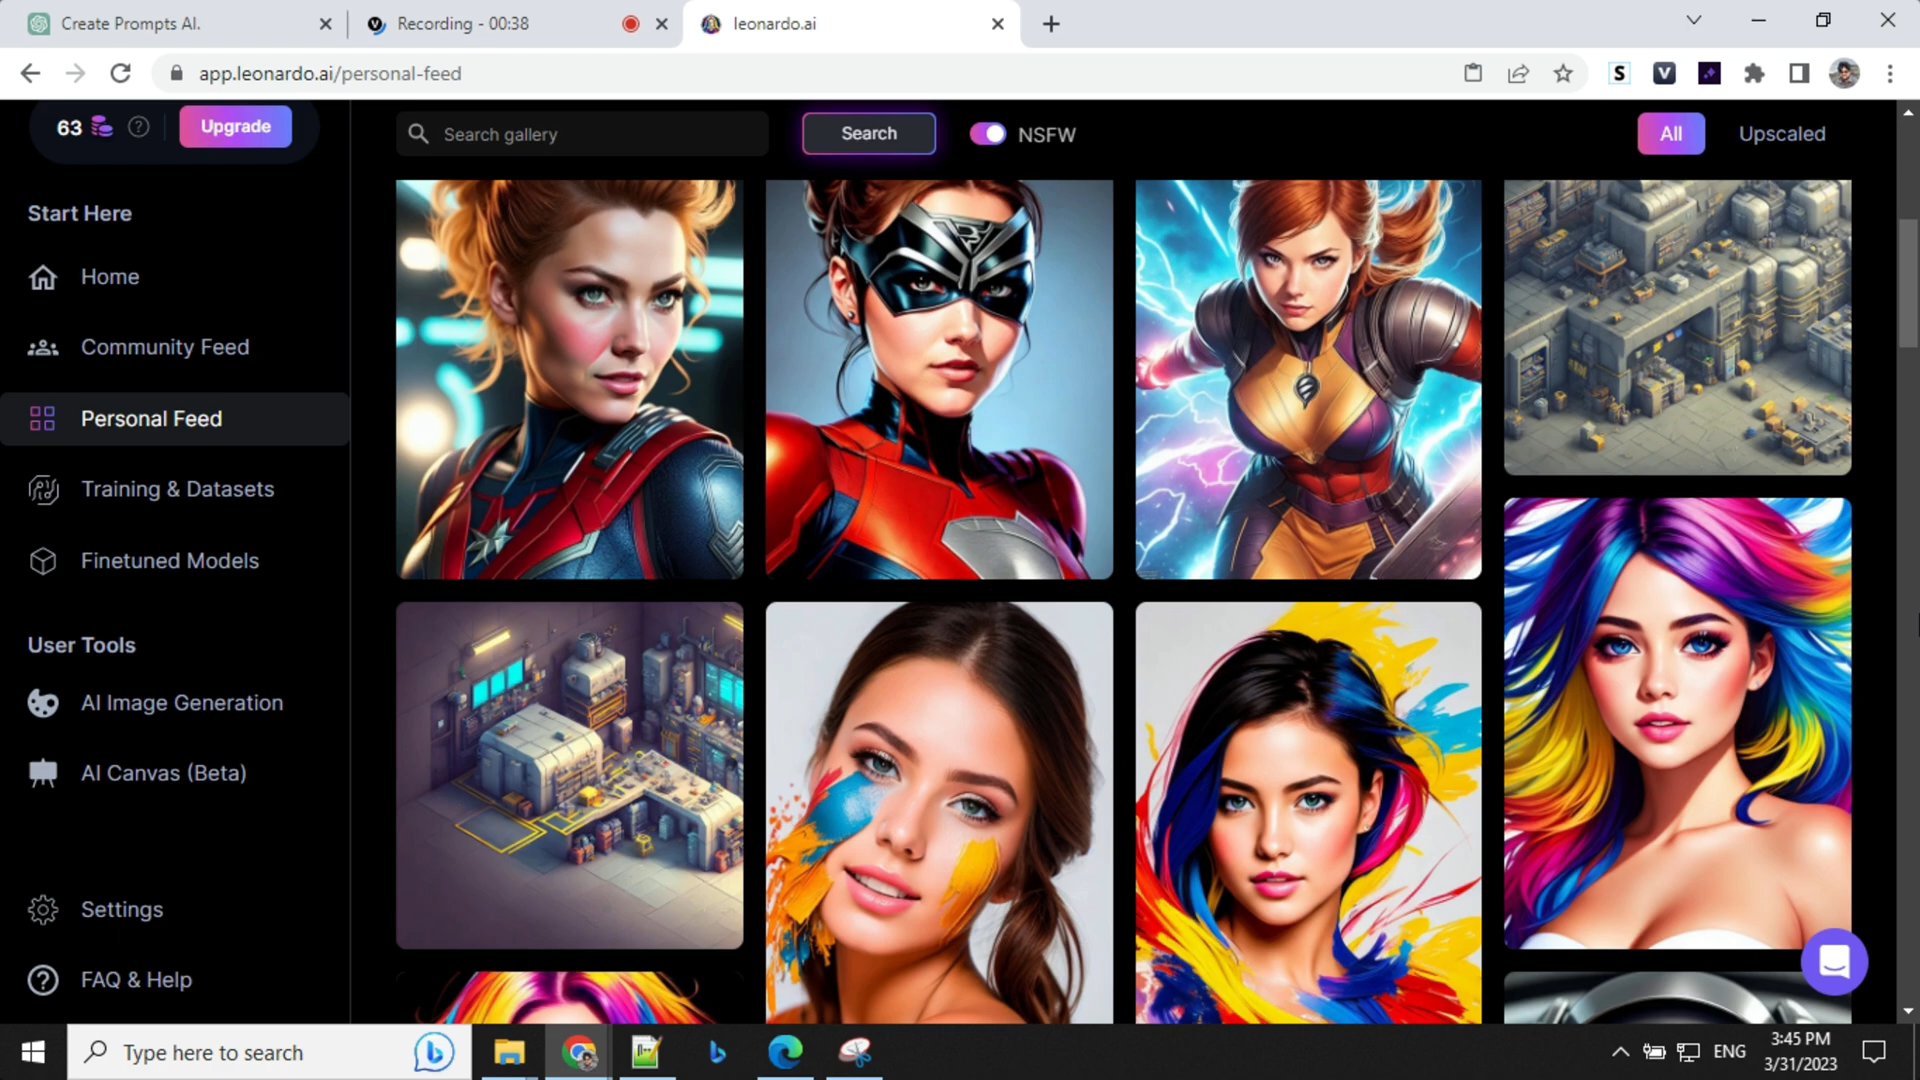 Create Prompts AI.
Recording - 00:38
leonardo.ai
app.leonardo.ai/personal-feed
S
V
63
?
Upgrade
Search gallery
Search
NSFW
All
Upscaled
Start Here
Home
Community Feed
Personal Feed
Training & Datasets
Finetuned Models
User Tools
AI Image Generation
AI Canvas (Beta)
Settings
FAQ & Help
Type here to search
ENG
3:45 PM
3/31/2023